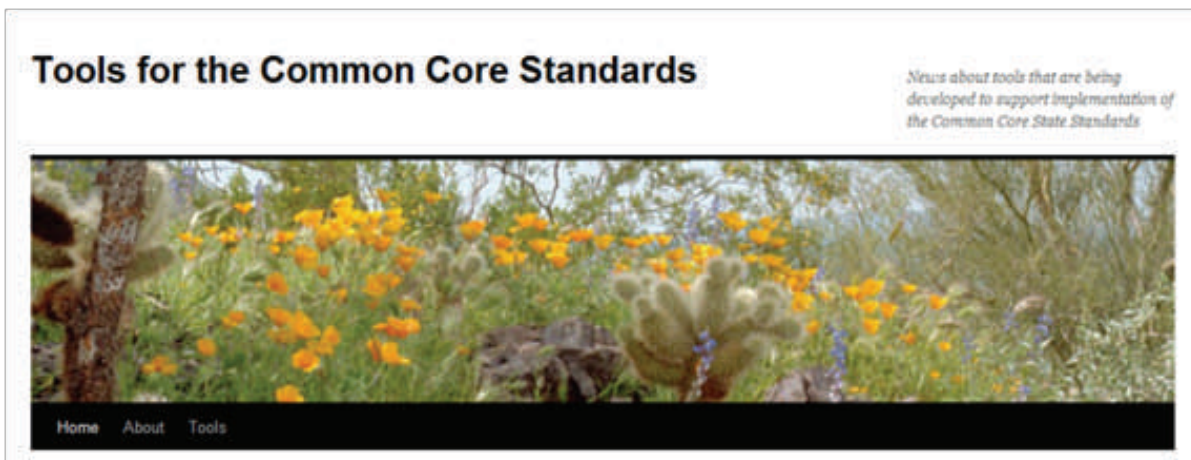 Tools for the Common Core Standards
News about tools that are being
developed to support implementation of
the Common Core State Standards
Home About Tools